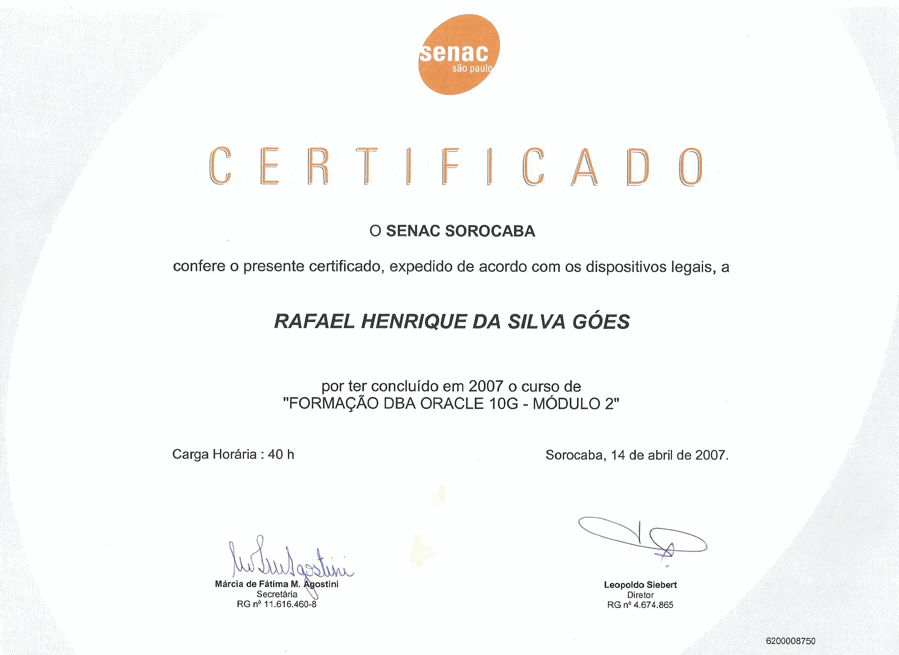 senac
são paulo
CERTIFICADO
O SENAC SOROCABA
confere o presente certificado, expedido de acordo com os dispositivos legais, a
RAFAEL HENRIQUE DA SILVA GÓES
por ter concluído em 2007 o curso de
"FORMAÇÃO DBA ORACLE 10G - MÓDULO 2"
Carga Horária : 40 h
Sorocaba, 14 de abril de 2007.
Márcia de Fátima M. Agostini
Secretária
RG nº 11.616.460-8
Leopoldo Siebert
Diretor
RG nº 4.674.865
6200008750